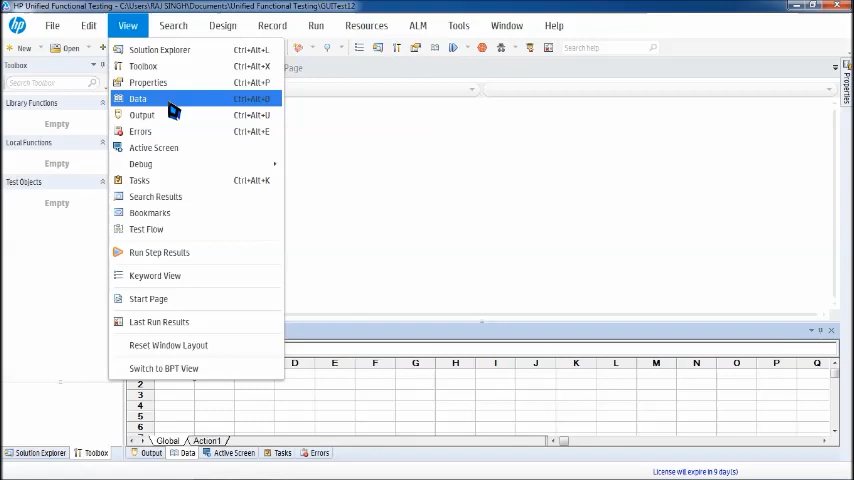 HP Unified Functional Testing - C:\Users\RAJ SINGH\Documents\Unified Functional Testing\GUITest12
hp File Edit View Search Design Record Run Resources ALM Tools Window Help
New Open Search help
Toolbox
Search Toolbox
Library Functions
Empty
Local Functions
Empty
Test Objects
Empty
Solution Explorer Ctrl+Alt+L
Toolbox Ctrl+Alt+X
Properties Ctrl+Alt+P
Data Ctrl+Alt+D
Output Ctrl+Alt+U
Errors Ctrl+Alt+E
Active Screen
Debug
Tasks Ctrl+Alt+K
Search Results
Bookmarks
Test Flow
Run Step Results
Keyword View
Start Page
Last Run Results
Reset Window Layout
Switch to BPT View
Page
Properties
D E F G H I J K L M N O P Q
2
3
4
5
6
7
Global Action1
Solution Explorer Toolbox Output Data Active Screen Tasks Errors
License will expire in 9 day(s)